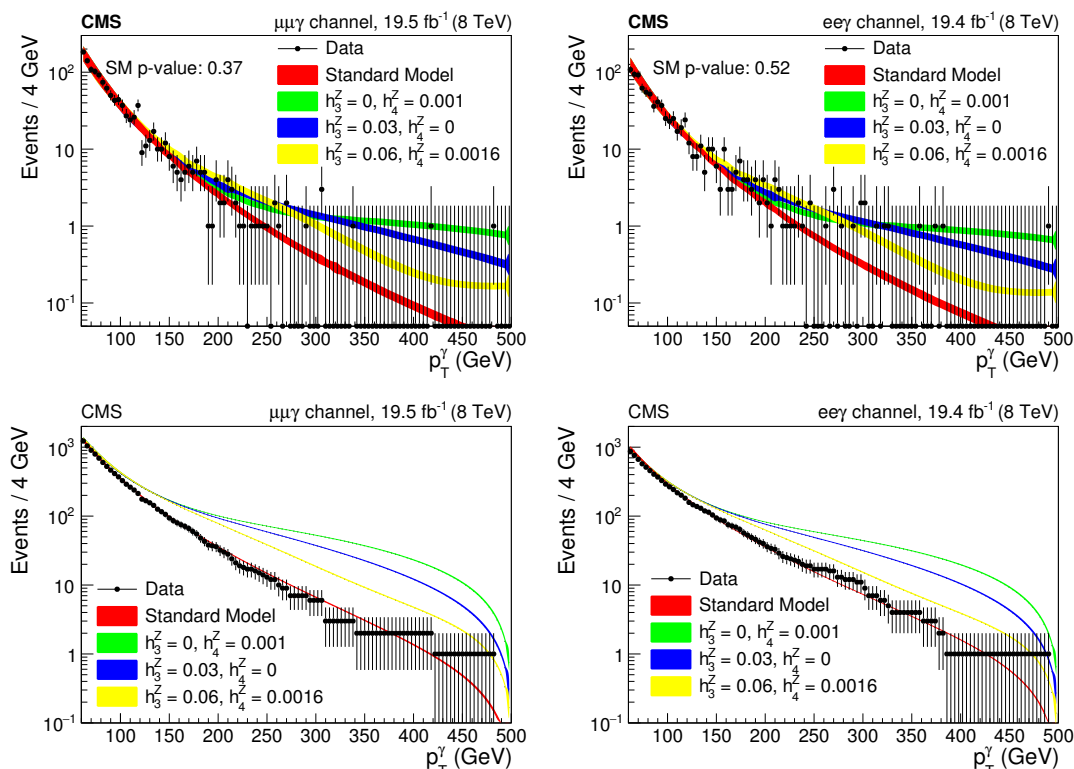 CMS μμγ channel, 19.5 fb⁻¹ (8 TeV)
Events / 4 GeV
10²
10
1
10⁻¹
SM p-value: 0.37
Data
Standard Model
h₃ᶻ = 0, h₄ᶻ = 0.001
h₃ᶻ = 0.03, h₄ᶻ = 0
h₃ᶻ = 0.06, h₄ᶻ = 0.0016
100 150 200 250 300 350 400 450 500
p_T^γ (GeV)
CMS eeγ channel, 19.4 fb⁻¹ (8 TeV)
Events / 4 GeV
10²
10
1
10⁻¹
SM p-value: 0.52
Data
Standard Model
h₃ᶻ = 0, h₄ᶻ = 0.001
h₃ᶻ = 0.03, h₄ᶻ = 0
h₃ᶻ = 0.06, h₄ᶻ = 0.0016
100 150 200 250 300 350 400 450 500
p_T^γ (GeV)
CMS μμγ channel, 19.5 fb⁻¹ (8 TeV)
Events / 4 GeV
10³
10²
10
1
10⁻¹
Data
Standard Model
h₃ᶻ = 0, h₄ᶻ = 0.001
h₃ᶻ = 0.03, h₄ᶻ = 0
h₃ᶻ = 0.06, h₄ᶻ = 0.0016
100 150 200 250 300 350 400 450 500
p_T^γ (GeV)
CMS eeγ channel, 19.4 fb⁻¹ (8 TeV)
Events / 4 GeV
10³
10²
10
1
10⁻¹
Data
Standard Model
h₃ᶻ = 0, h₄ᶻ = 0.001
h₃ᶻ = 0.03, h₄ᶻ = 0
h₃ᶻ = 0.06, h₄ᶻ = 0.0016
100 150 200 250 300 350 400 450 500
p_T^γ (GeV)